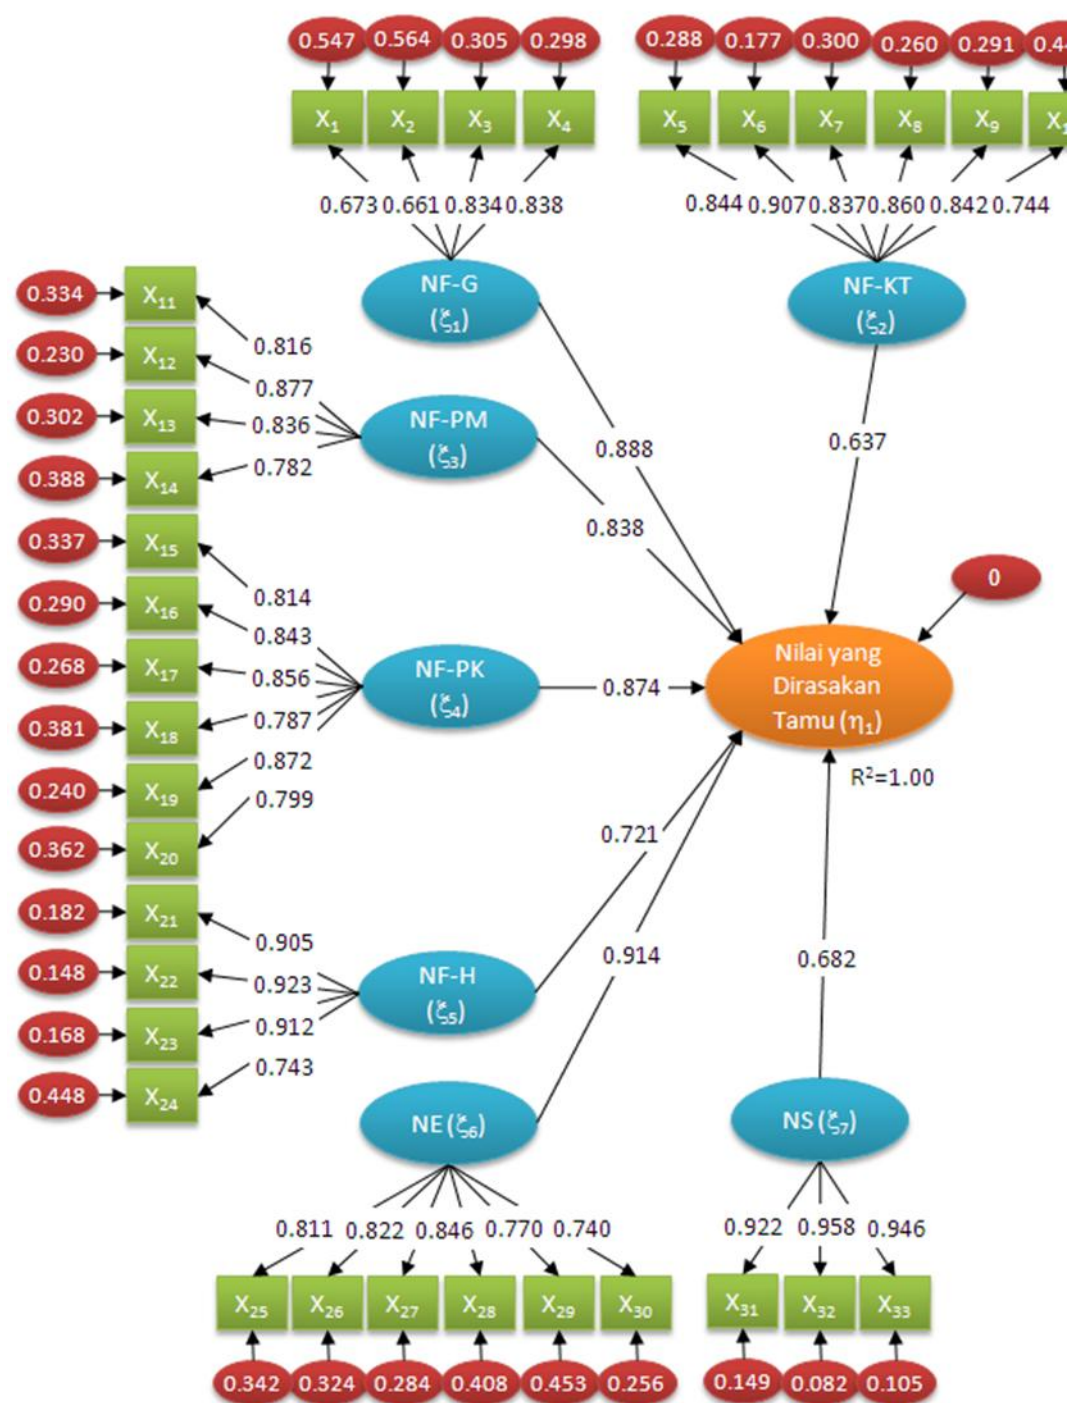 0.547 0.564 0.305 0.298 0.288 0.177 0.300 0.260 0.291
X₁ X₂ X₃ X₄ X₅ X₆ X₇ X₈ X₉
0.673 0.661 0.834 0.838 0.844 0.907 0.837 0.860 0.842 0.744
NF-G
(ξ₁)
NF-KT
(ξ₂)
0.334 X₁₁
0.816
0.230 X₁₂
0.877
0.302 X₁₃
0.836
NF-PM
(ξ₃)
0.888
0.637
0.388 X₁₄
0.782
0.838
0.337 X₁₅
0
0.290 X₁₆
0.814
0.843
0.268 X₁₇
0.856
NF-PK
(ξ₄)
0.874
Nilai yang
Dirasakan
Tamu (η₁)
0.381 X₁₈
0.787
0.872
R²=1.00
0.240 X₁₉
0.799
0.362 X₂₀
0.721
0.182 X₂₁
0.905
0.914
0.682
0.148 X₂₂
0.923
NF-H
(ξ₅)
0.168 X₂₃
0.912
0.743
0.448 X₂₄
NE (ξ₆)
NS (ξ₇)
0.811 0.822 0.846 0.770 0.740 0.922 0.958 0.946
X₂₅ X₂₆ X₂₇ X₂₈ X₂₉ X₃₀ X₃₁ X₃₂ X₃₃
0.342 0.324 0.284 0.408 0.453 0.256 0.149 0.082 0.105